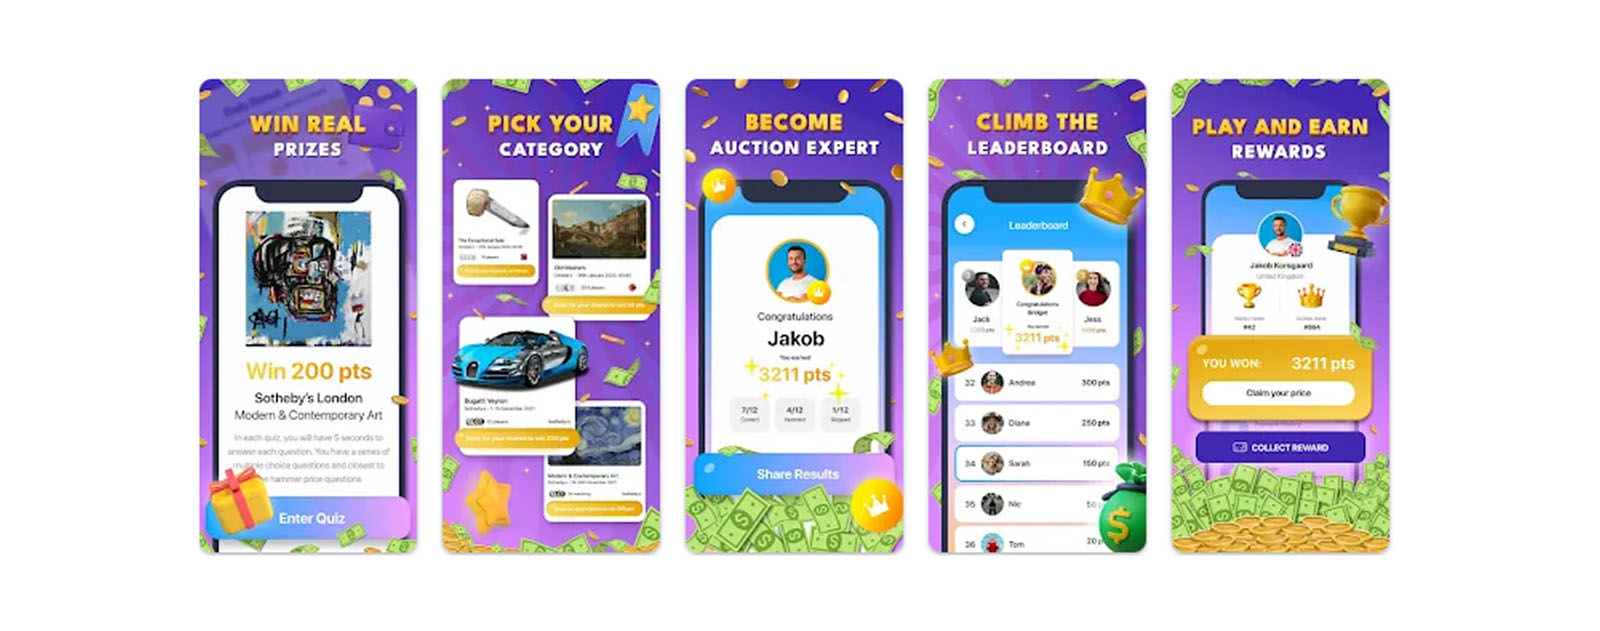 WIN REAL
PRIZES
Win 200 pts
Sotheby's London
Modern & Contemporary Art
In each quiz, you will have 5 seconds to
answer each question. You have a series of
multiple choice questions and closest to
hammer price questions
Enter Quiz
PICK YOUR
CATEGORY
The Exceptional Sale
Old Masters
Bugatti Veyron
Modern & Contemporary Art
BECOME
AUCTION EXPERT
Congratulations
Jakob
You earned
3211 pts
7/12
4/12
1/12
Correct
Incorrect
Skipped
Share Results
CLIMB THE
LEADERBOARD
Leaderboard
Congratulations
Bridget
You earned
3211 pts
Jack
Jess
32 Andrea 300 pts
33 Diane 250 pts
34 Sarah 150 pts
35 Nic 50 p
36 Tom 20 p
PLAY AND EARN
REWARDS
Jakob Korsgaard
United Kingdom
#42
#864
YOU WON: 3211 pts
Claim your price
COLLECT REWARD